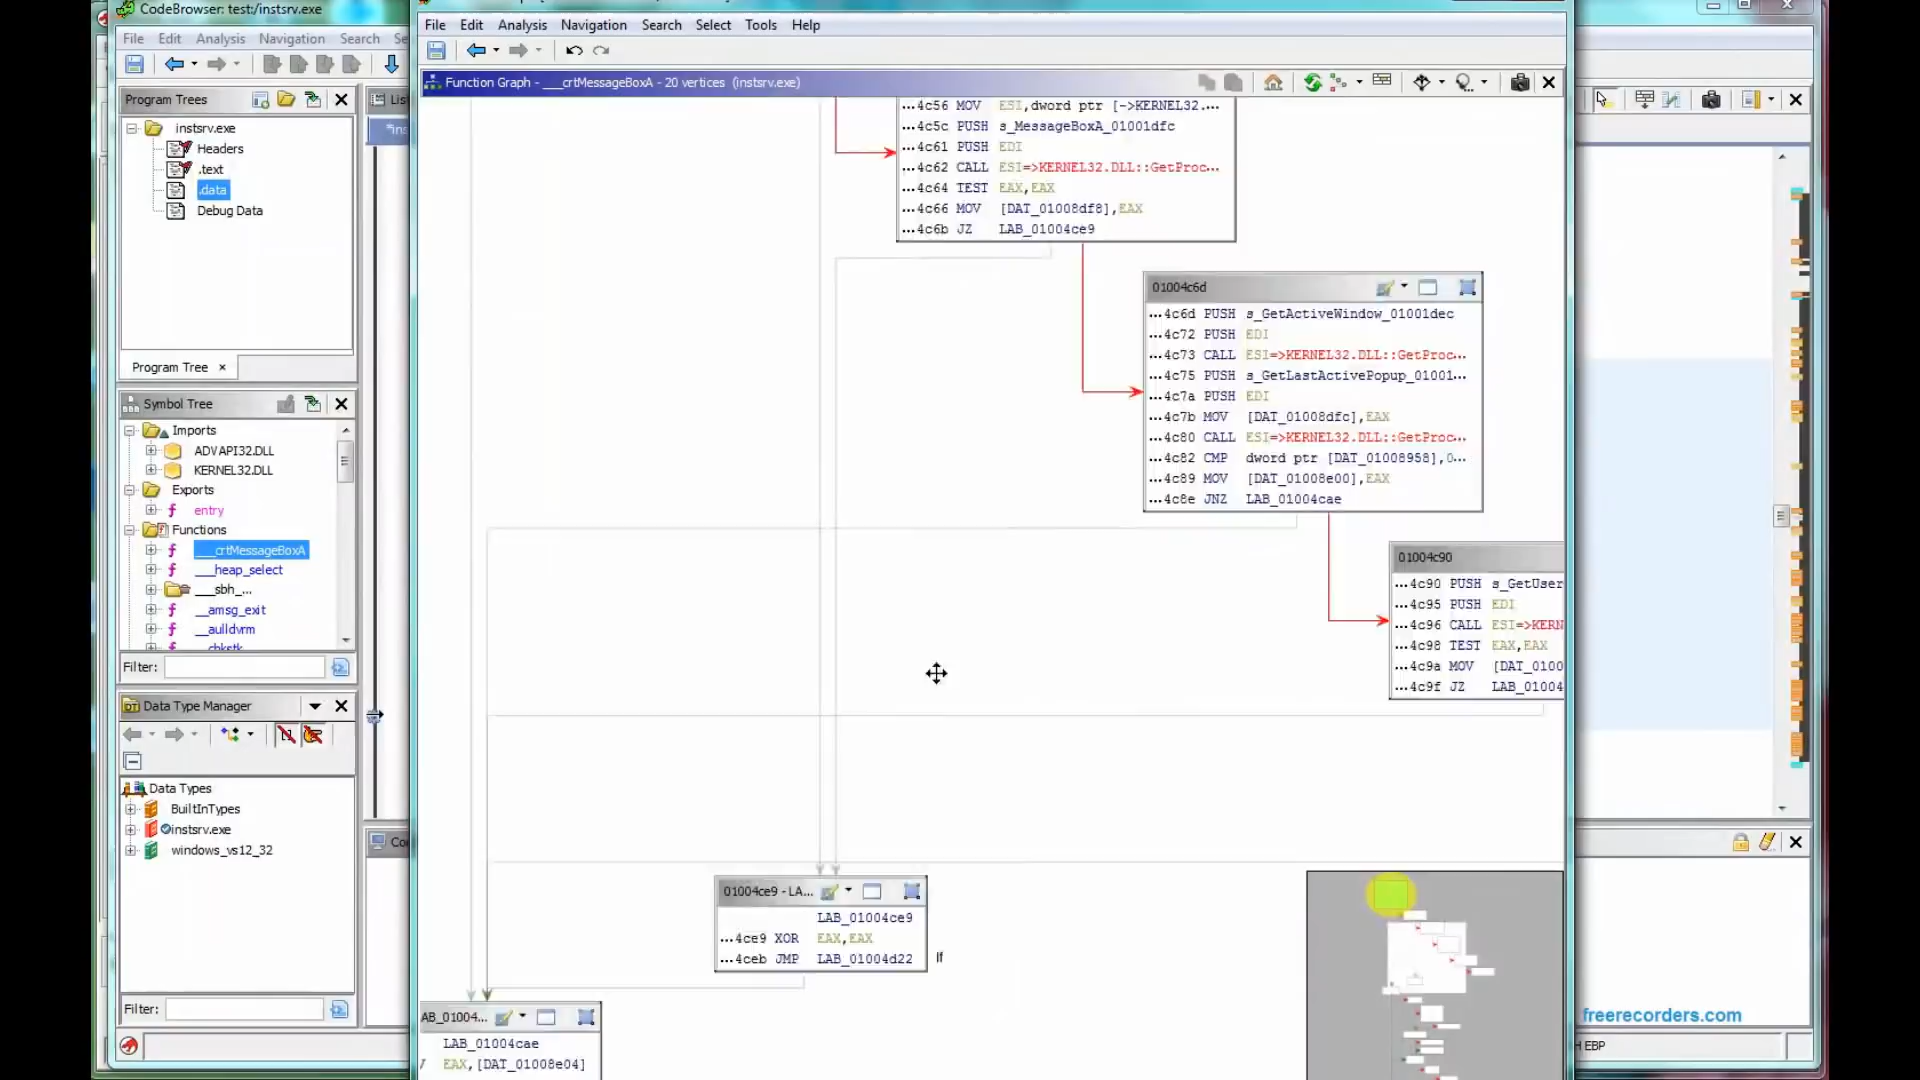 CodeBrowser: test:/instsrv.exe
File Edit Analysis Navigation Search Se
Program Trees
instsrv.exe
Headers
.text
.data
Debug Data
Program Tree ×
Symbol Tree
Imports
ADVAPI32.DLL
KERNEL32.DLL
Exports
entry
Functions
___crtMessageBoxA
___heap_select
___sbh_...
__amsg_exit
__aulldvrm
Filter:
Data Type Manager
Data Types
BuiltInTypes
instsrv.exe
windows_vs12_32
Filter:
File Edit Analysis Navigation Search Select Tools Help
Function Graph - ___crtMessageBoxA - 20 vertices (instsrv.exe)
...4c56 MOV ESI,dword ptr [->KERNEL32....
...4c5c PUSH s_MessageBoxA_01001dfc
...4c61 PUSH EDI
...4c62 CALL ESI=>KERNEL32.DLL::GetProc...
...4c64 TEST EAX,EAX
...4c66 MOV [DAT_01008df8],EAX
...4c6b JZ LAB_01004ce9
01004c6d
...4c6d PUSH s_GetActiveWindow_01001dec
...4c72 PUSH EDI
...4c73 CALL ESI=>KERNEL32.DLL::GetProc...
...4c75 PUSH s_GetLastActivePopup_01001...
...4c7a PUSH EDI
...4c7b MOV [DAT_01008dfc],EAX
...4c80 CALL ESI=>KERNEL32.DLL::GetProc...
...4c82 CMP dword ptr [DAT_01008958],0...
...4c89 MOV [DAT_01008e00],EAX
...4c8e JNZ LAB_01004cae
01004c90
...4c90 PUSH s_GetUser
...4c95 PUSH EDI
...4c96 CALL ESI=>KERN
...4c98 TEST EAX,EAX
...4c9a MOV [DAT_0100
...4c9f JZ LAB_01004
01004ce9 - LA...
LAB_01004ce9
...4ce9 XOR EAX,EAX
...4ceb JMP LAB_01004d22
If
AB_01004...
LAB_01004cae
EAX,[DAT_01008e04]
freerecorders.com
EBP